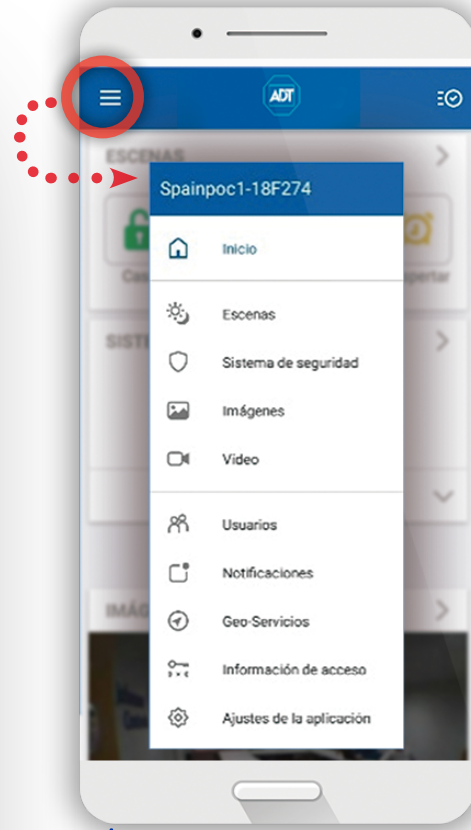 ADT
ESCENAS
Spainpoc1-18F274
Inicio
Escenas
Sistema de seguridad
Imágenes
Video
Usuarios
Notificaciones
Geo-Servicios
Información de acceso
Ajustes de la aplicación